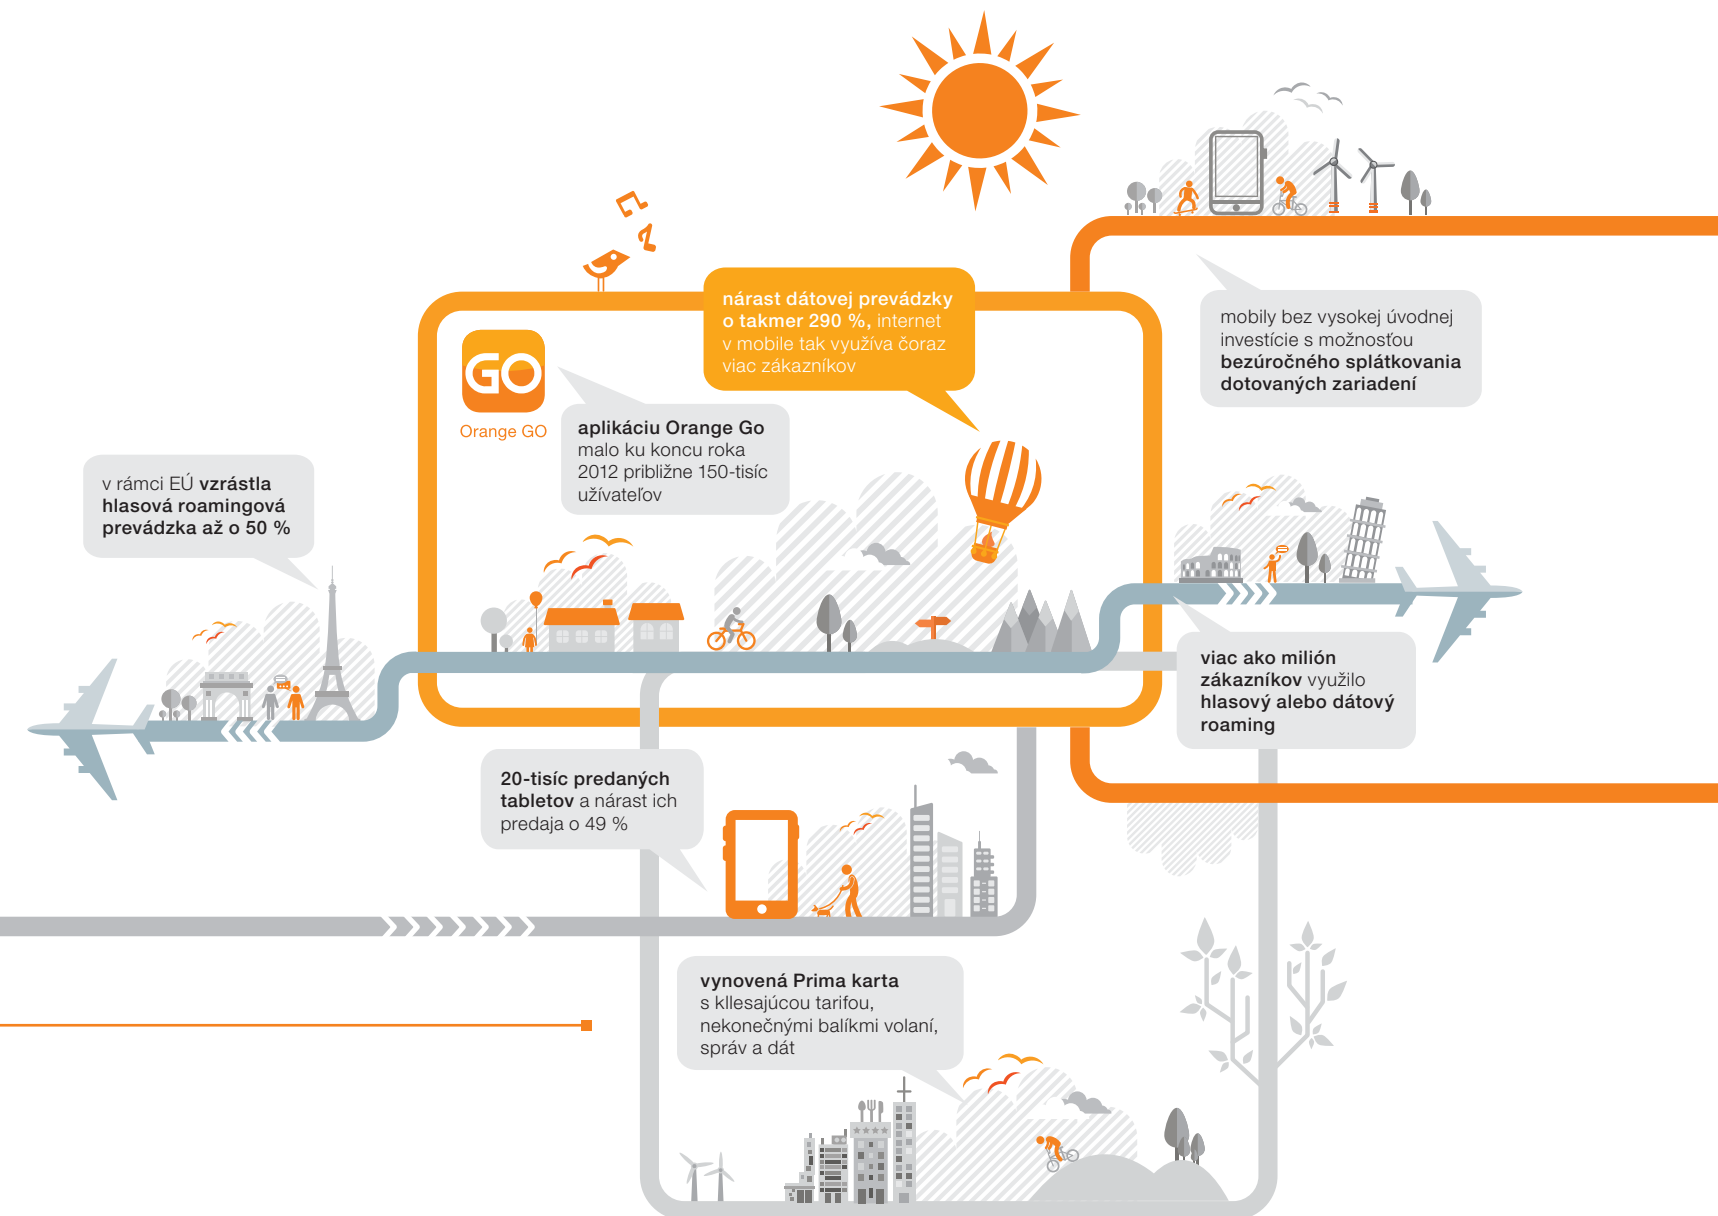 nárast dátovej prevádzky
o takmer 290 %, internet
v mobile tak využíva čoraz
viac zákazníkov
mobily bez vysokej úvodnej
investície s možnosťou
bezúročného splátkovania
dotovaných zariadení
GO
Orange GO
aplikáciu Orange Go
malo ku koncu roka
2012 približne 150-tisíc
užívateľov
v rámci EÚ vzrástla
hlasová roamingová
prevádzka až o 50 %
viac ako milión
zákazníkov využilo
hlasový alebo dátový
roaming
20-tisíc predaných
tabletov a nárast ich
predaja o 49 %
vynovená Prima karta
s kllesajúcou tarifou,
nekonečnými balíkmi volaní,
správ a dát